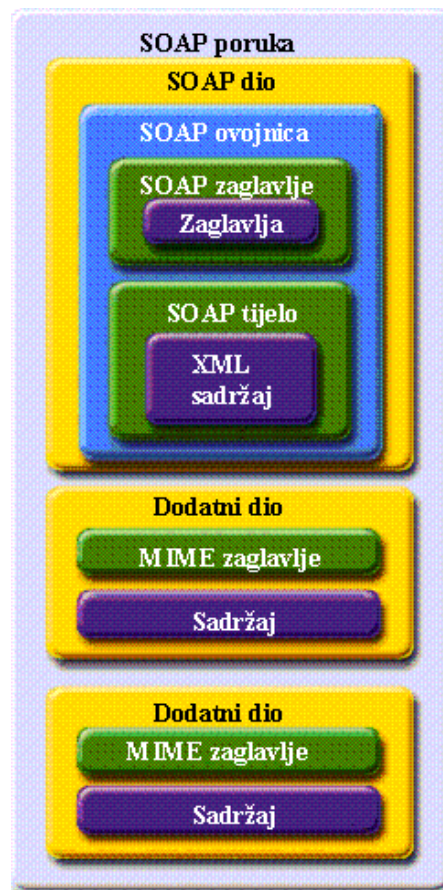 SOAP poruka
SOAP dio
SOAP ovojnica
SOAP zaglavlje
Zaglavlja
SOAP tijelo
XML
sadržaj
Dodatni dio
MIME zaglavlje
Sadržaj
Dodatni dio
MIME zaglavlje
Sadržaj